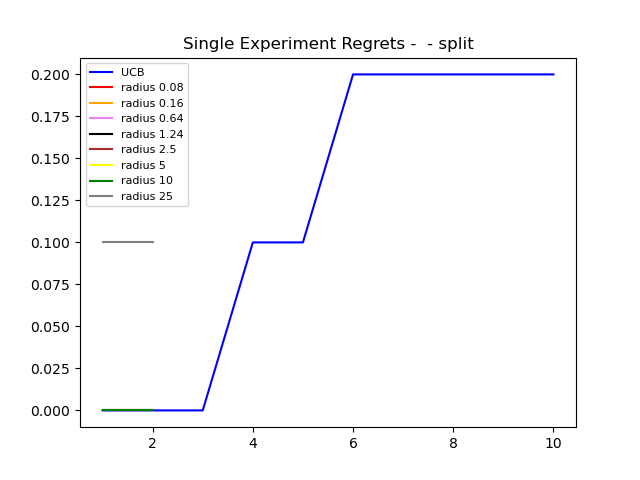 Single Experiment Regrets -  - split
UCB
radius 0.08
radius 0.16
radius 0.64
radius 1.24
radius 2.5
radius 5
radius 10
radius 25
0.200
0.175
0.150
0.125
0.100
0.075
0.050
0.025
0.000
2 4 6 8 10